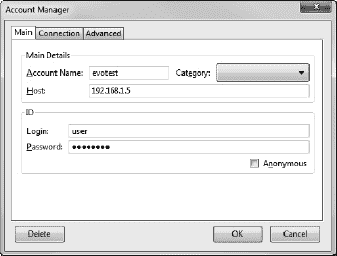 Account Manager
Main Connection Advanced
Main Details
Account Name: evotest Category:
Host: 192.168.1.5
ID
Login: user
Password: ●●●●●●●●
Anonymous
Delete OK Cancel